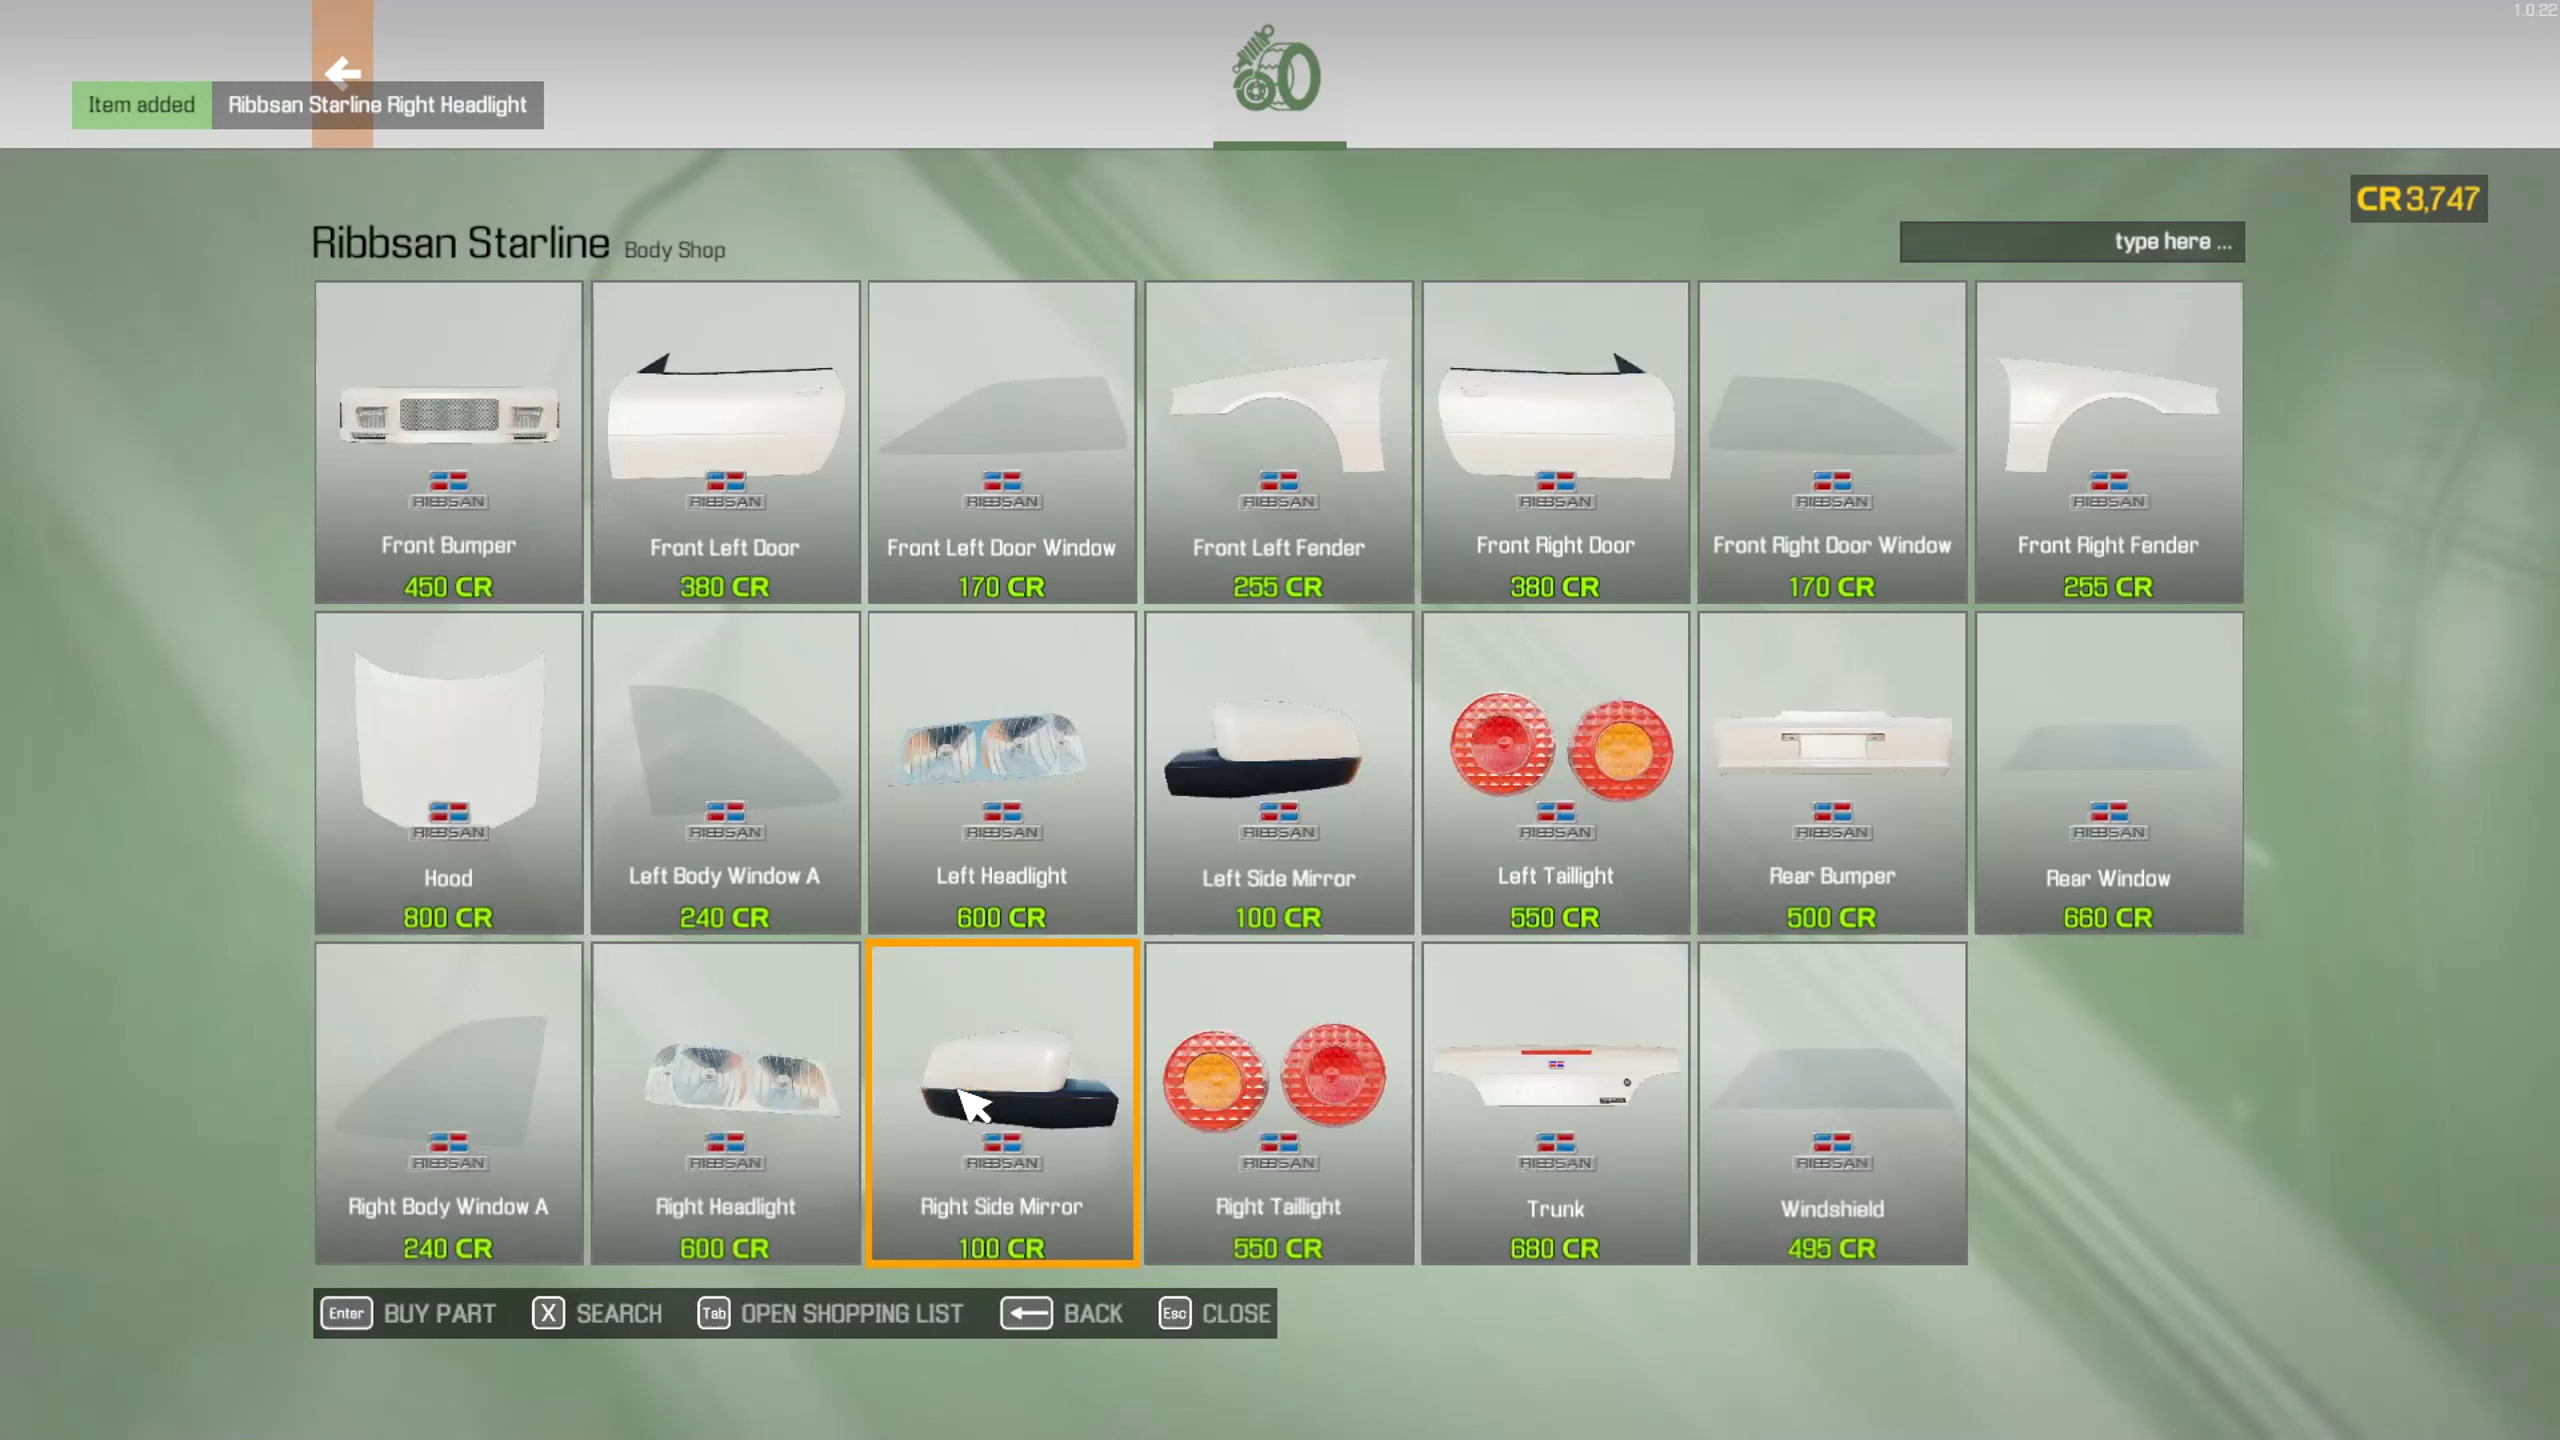 1.0.22
Item added Ribbsan Starline Right Headlight
CR 3,747
Ribbsan Starline Body Shop
type here ...
RIBBSAN RIBBSAN RIBBSAN RIBBSAN RIBBSAN RIBBSAN RIBBSAN
Front Bumper Front Left Door Front Left Door Window Front Left Fender Front Right Door Front Right Door Window Front Right Fender
450 CR 380 CR 170 CR 255 CR 380 CR 170 CR 255 CR
RIBBSAN RIBBSAN RIBBSAN RIBBSAN RIBBSAN RIBBSAN RIBBSAN
Hood Left Body Window A Left Headlight Left Side Mirror Left Taillight Rear Bumper Rear Window
800 CR 240 CR 600 CR 100 CR 550 CR 500 CR 660 CR
RIBBSAN RIBBSAN RIBBSAN RIBBSAN RIBBSAN RIBBSAN
Right Body Window A Right Headlight Right Side Mirror Right Taillight Trunk Windshield
240 CR 600 CR 100 CR 550 CR 680 CR 495 CR
Enter BUY PART X SEARCH Tab OPEN SHOPPING LIST BACK Esc CLOSE